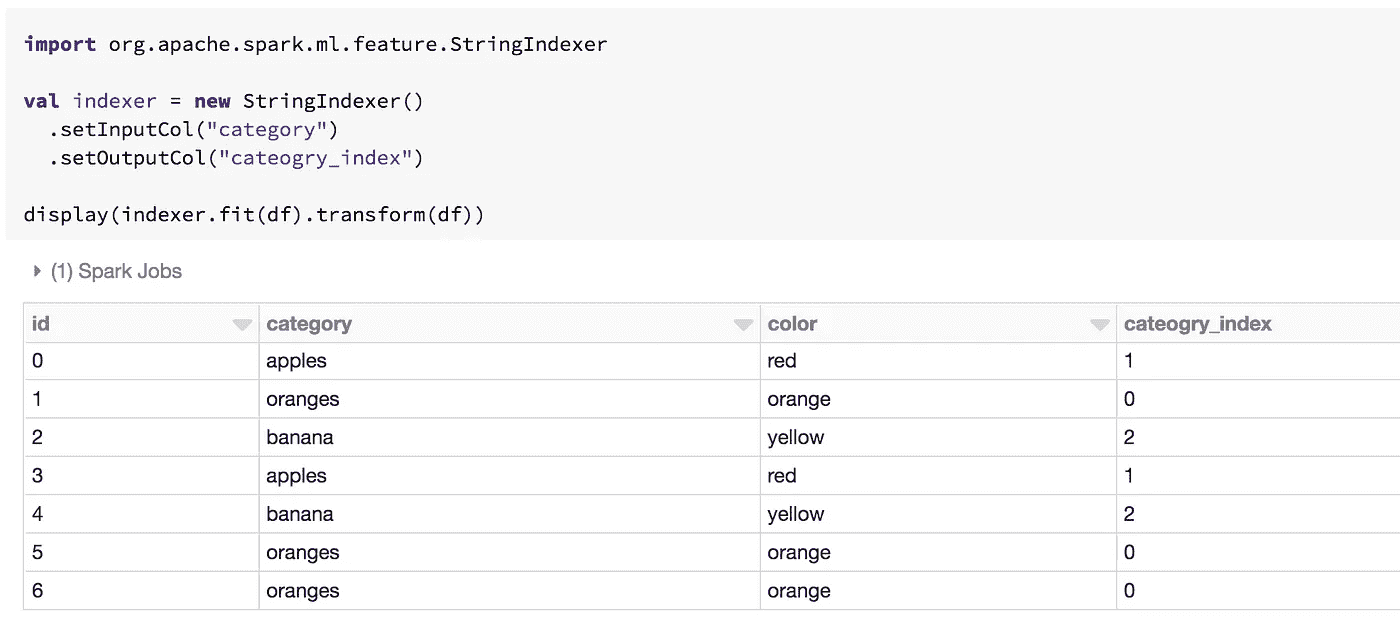 import org.apache.spark.ml.feature.StringIndexer
val indexer = new StringIndexer()
.setInputCol("category")
.setOutputCol("cateogry_index")
display(indexer.fit(df).transform(df))
(1) Spark Jobs
id category color cateogry_index
0 apples red 1
1 oranges orange 0
2 banana yellow 2
3 apples red 1
4 banana yellow 2
5 oranges orange 0
6 oranges orange 0